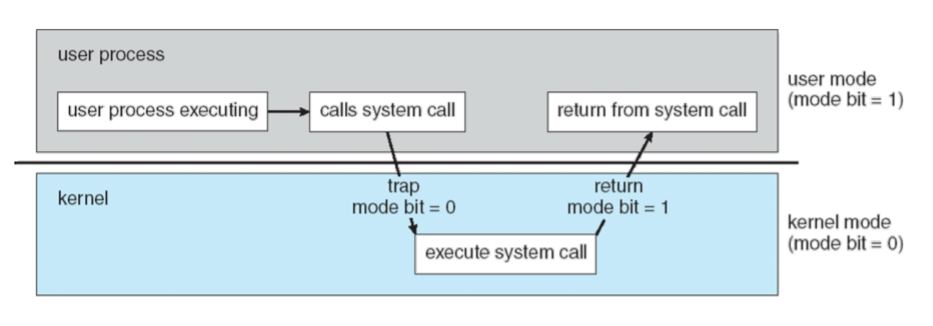 user process
user process executing
calls system call
return from system call
user mode
(mode bit = 1)
kernel
trap
mode bit = 0
return
mode bit = 1
execute system call
kernel mode
(mode bit = 0)